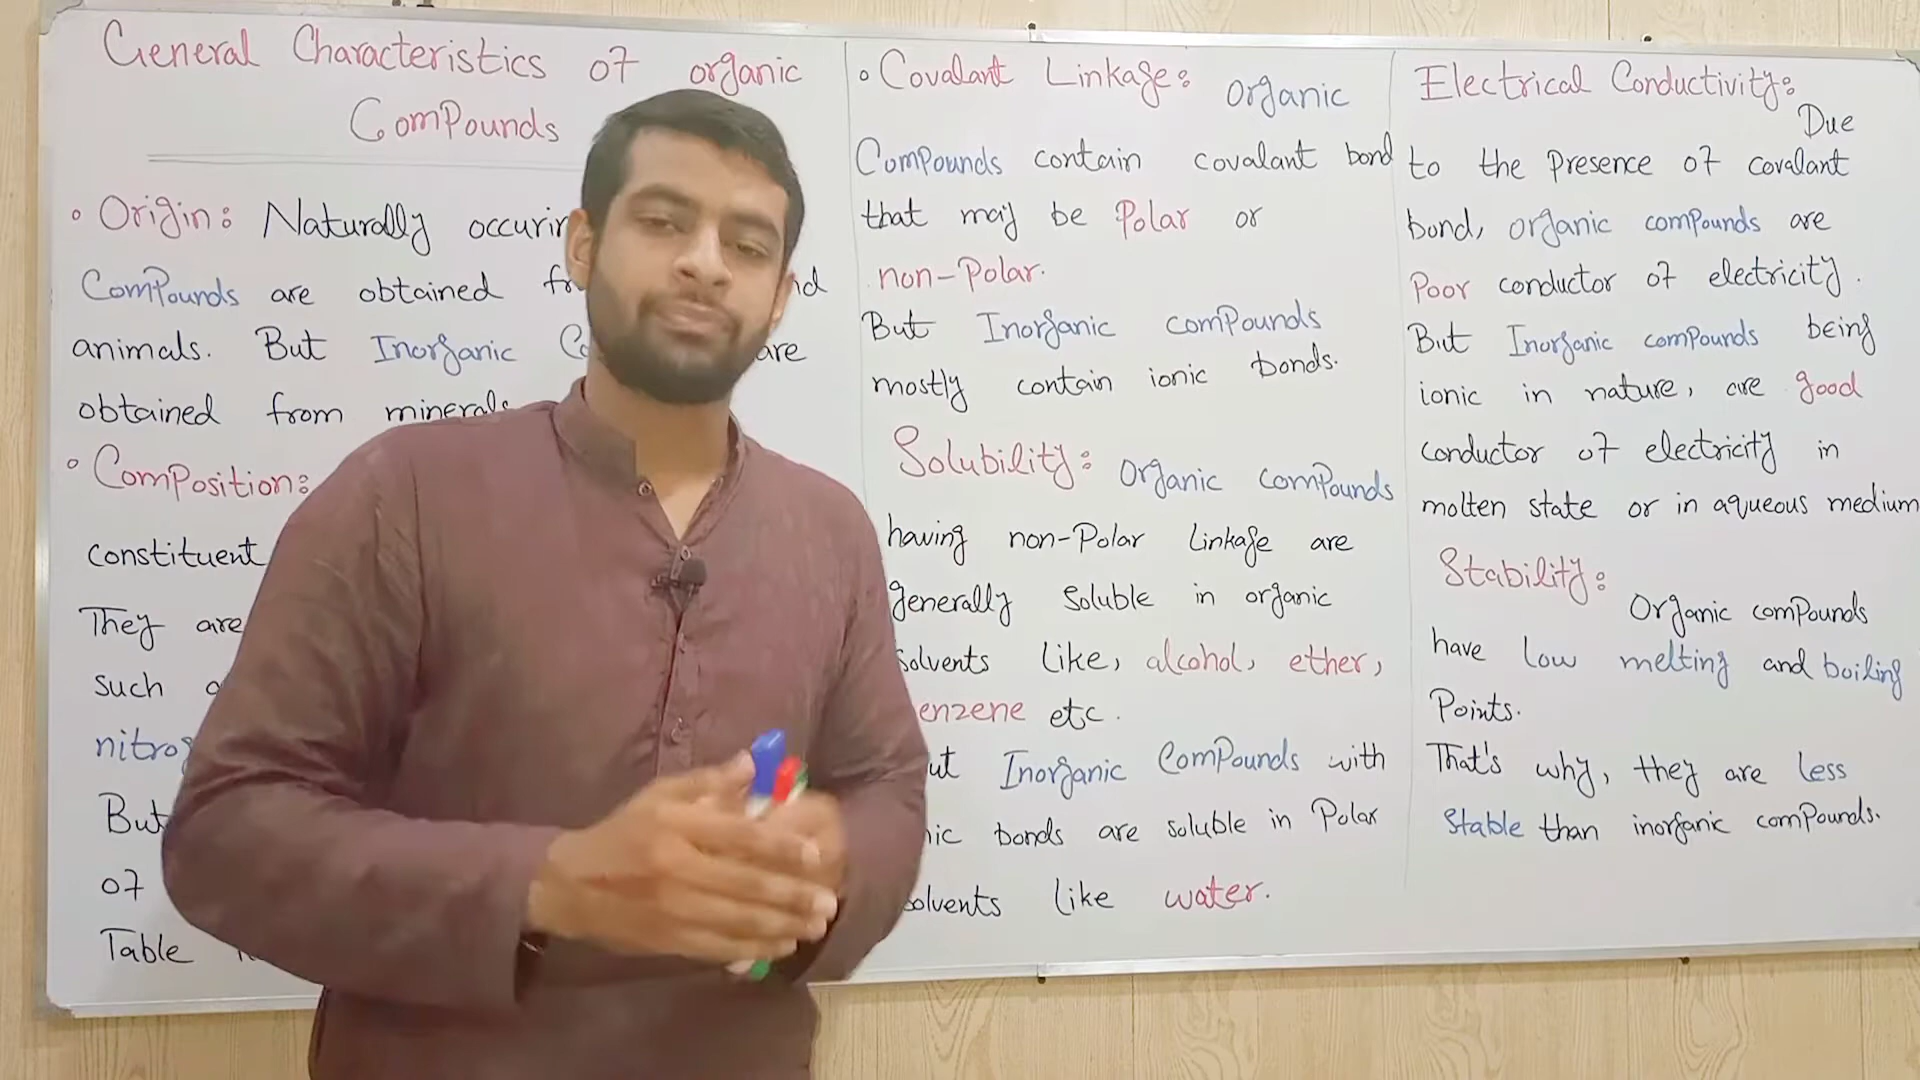 General Characteristics of organic
Compounds
Origin: Naturally
Compounds are obtained
animals. But Inorganic are
obtained from minerals
Composition:
constituent
They are
such
But
of
Table
Covalant Linkage: Organic
Compounds contain covalant bond
that may be Polar or
non-Polar.
But Inorganic compounds
mostly contain ionic bonds.
Solubility: Organic compounds
having non-Polar Linkage are
generally Soluble in organic
Solvents like, alcohol, ether,
enzene etc.
ut Inorganic Compounds with
nic bonds are soluble in Polar
solvents like water.
Electrical Conductivity:
Due
to the Presence of covalant
bond, organic compounds are
Poor conductor of electricity.
But Inorganic compounds being
ionic in nature, are good
conductor of electricity in
molten state or in aqueous medium
Stability:
Organic compounds
have low melting and boiling
Points.
That's why, they are less
Stable than inorganic compounds.